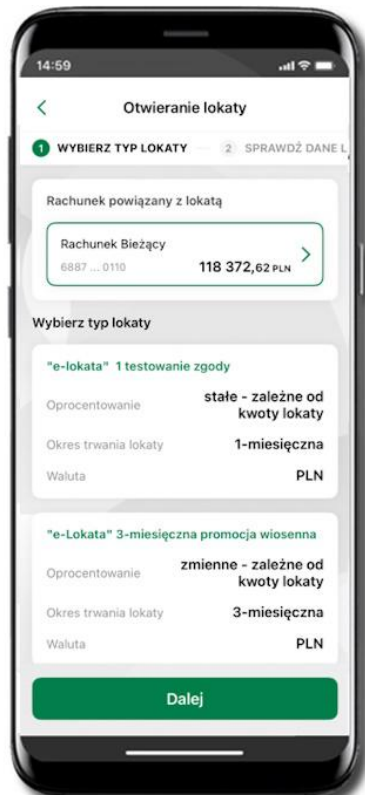 14:59
Otwieranie lokaty
1 WYBIERZ TYP LOKATY 2 SPRAWDŹ DANE L
Rachunek powiązany z lokatą
Rachunek Bieżący
6887 ... 0110 118 372,62 PLN
Wybierz typ lokaty
"e-lokata" 1 testowanie zgody
Oprocentowanie stałe - zależne od
kwoty lokaty
Okres trwania lokaty 1-miesięczna
Waluta PLN
"e-Lokata" 3-miesięczna promocja wiosenna
Oprocentowanie zmienne - zależne od
kwoty lokaty
Okres trwania lokaty 3-miesięczna
Waluta PLN
Dalej